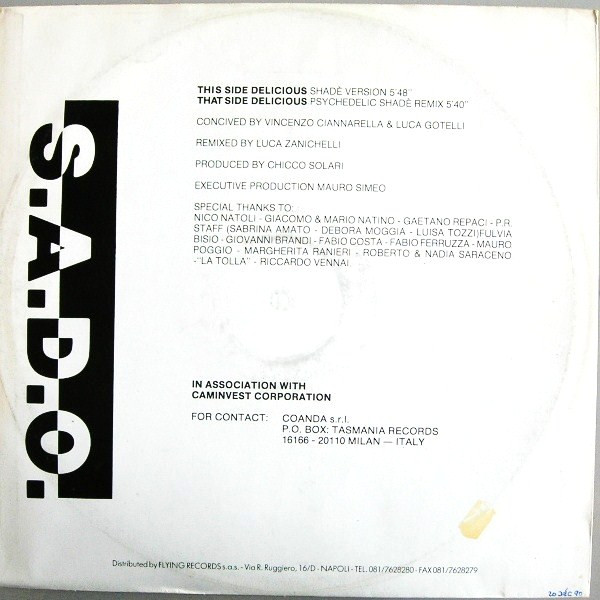 S.A.D.O.
THIS SIDE DELICIOUS SHADÈ VERSION 5'48"
THAT SIDE DELICIOUS PSYCHEDELIC SHADÈ REMIX 5'40"
CONCIVED BY VINCENZO CIANNARELLA & LUCA GOTELLI
REMIXED BY LUCA ZANICHELLI
PRODUCED BY CHICCO SOLARI
EXECUTIVE PRODUCTION MAURO SIMEO
SPECIAL THANKS TO:
NICO NATOLI - GIACOMO & MARIO NATINO - GAETANO REPACI - P.R.
STAFF (SABRINA AMATO - DEBORA MOGGIA - LUISA TOZZI)FULVIA
BISIO - GIOVANNI BRANDI - FABIO COSTA - FABIO FERRUZZA - MAURO
POGGIO - MARGHERITA RANIERI - ROBERTO & NADIA SARACENO
-"LA TOLLA" - RICCARDO VENNAI.
IN ASSOCIATION WITH
CAMINVEST CORPORATION
FOR CONTACT: COANDA s.r.l.
P.O. BOX: TASMANIA RECORDS
16166 - 20110 MILAN — ITALY
Distributed by FLYING RECORDS s.a.s. - Via R. Ruggiero, 16/D - NAPOLI - TEL. 081/7628280 - FAX 081/7628279
20 DEC 90